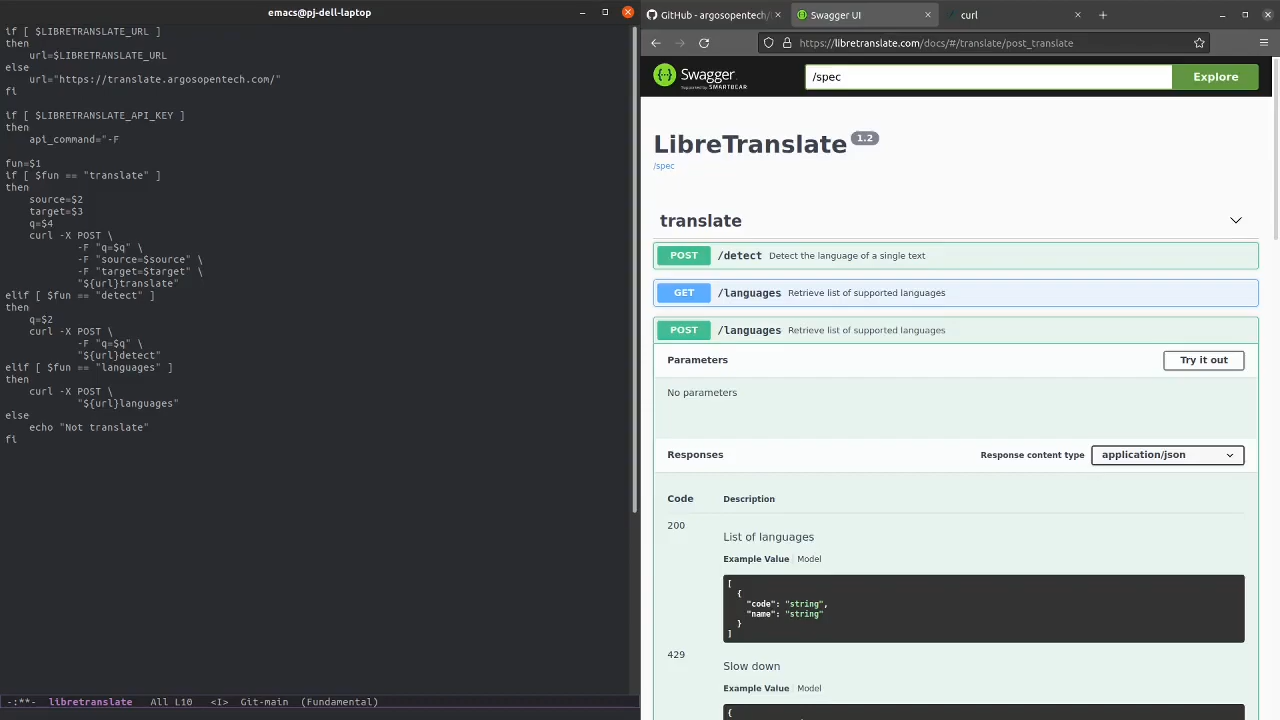 emacs@pj-dell-laptop
if [ $LIBRETRANSLATE_URL ]
then
    url=$LIBRETRANSLATE_URL
else
    url="https://translate.argosopentech.com/"
fi

if [ $LIBRETRANSLATE_API_KEY ]
then
    api_command="-F

fun=$1
if [ $fun == "translate" ]
then
    source=$2
    target=$3
    q=$4
    curl -X POST \
            -F "q=$q" \
            -F "source=$source" \
            -F "target=$target" \
            "${url}translate"
elif [ $fun == "detect" ]
then
    q=$2
    curl -X POST \
            -F "q=$q" \
            "${url}detect"
elif [ $fun == "languages" ]
then
    curl -X POST \
            "${url}languages"
else
    echo "Not translate"
fi
-:**-  libretranslate   All L10   <I>  Git-main  (Fundamental)
GitHub - argosopentech/
Swagger UI
curl
https://libretranslate.com/docs/#/translate/post_translate
Swagger
Supported by SMARTBEAR
/spec
Explore
LibreTranslate 1.2
/spec
translate
POST /detect Detect the language of a single text
GET /languages Retrieve list of supported languages
POST /languages Retrieve list of supported languages
Parameters
Try it out
No parameters
Responses
Response content type
application/json
Code Description
200
List of languages
Example Value | Model
[
  {
    "code": "string",
    "name": "string"
  }
]
429
Slow down
Example Value | Model
{